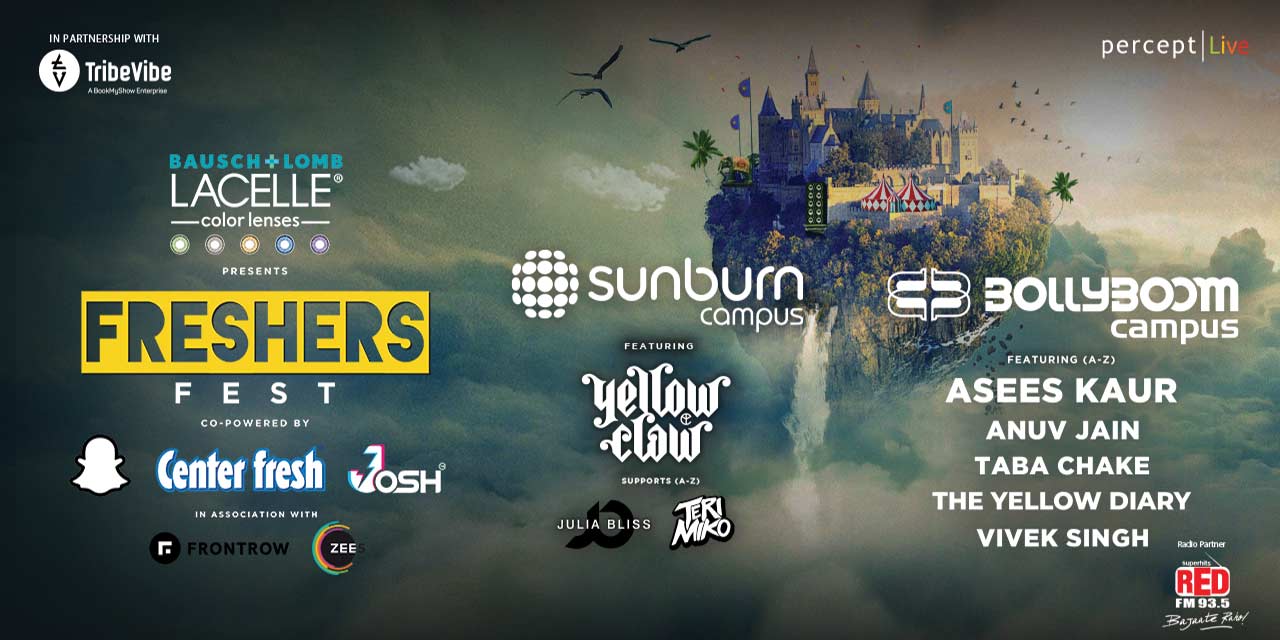 IN PARTNERSHIP WITH
TribeVibe
A BookMyShow Enterprise
percept|Live
BAUSCH+LOMB
LACELLE®
color lenses
PRESENTS
FRESHERS
FEST
CO-POWERED BY
Center fresh
JOSH
IN ASSOCIATION WITH
FRONTROW
ZEE5
sunburn
campus
FEATURING
Yellow
Claw
SUPPORTS (A-Z)
JULIA BLISS
TERI
MIKO
BOLLYBOOM
campus
FEATURING (A-Z)
ASEES KAUR
ANUV JAIN
TABA CHAKE
THE YELLOW DIARY
VIVEK SINGH
Radio Partner
superhits
RED
FM 93.5
Bajaate Raho!